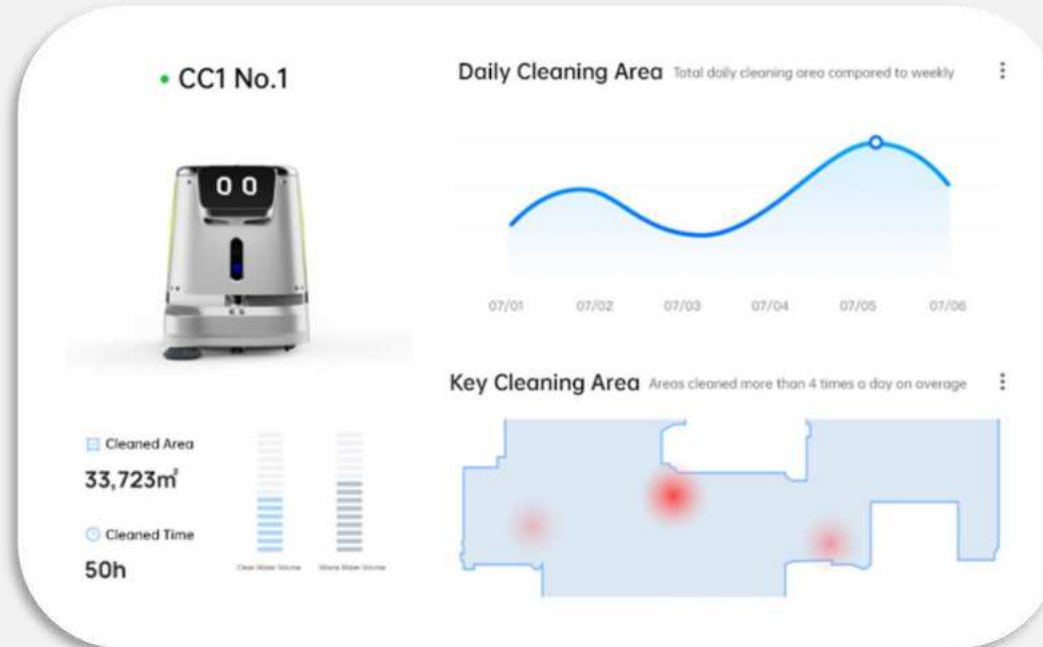 CC1 No.1
Daily Cleaning Area Total daily cleaning area compared to weekly
07/01 07/02 07/03 07/04 07/05 07/06
Key Cleaning Area Areas cleaned more than 4 times a day on average
Cleaned Area
33,723㎡
Cleaned Time
50h
Clean Water Volume Waste Water Volume